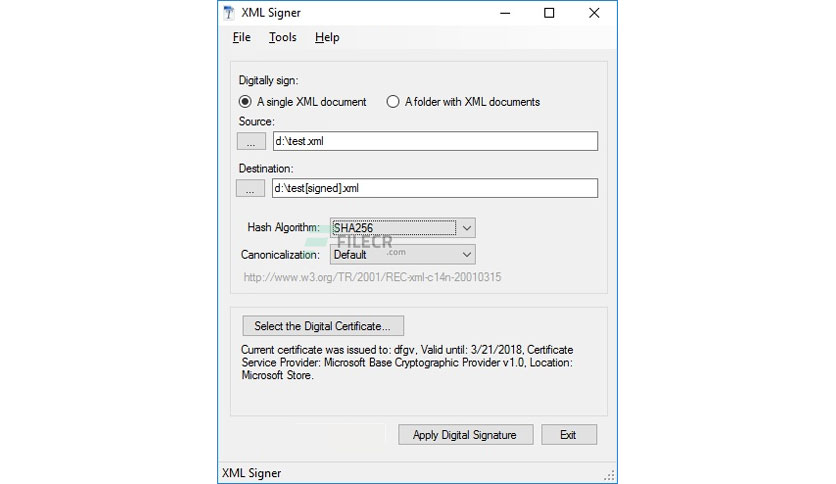 XML Signer
File Tools Help
Digitally sign:
A single XML document A folder with XML documents
Source:
... d:\test.xml
Destination:
... d:\test[signed].xml
Hash Algorithm: SHA256
FILECR
.com
Canonicalization: Default
http://www.w3.org/TR/2001/REC-xml-c14n-20010315
Select the Digital Certificate...
Current certificate was issued to: dfgv, Valid until: 3/21/2018, Certificate
Service Provider: Microsoft Base Cryptographic Provider v1.0, Location:
Microsoft Store.
Apply Digital Signature Exit
XML Signer